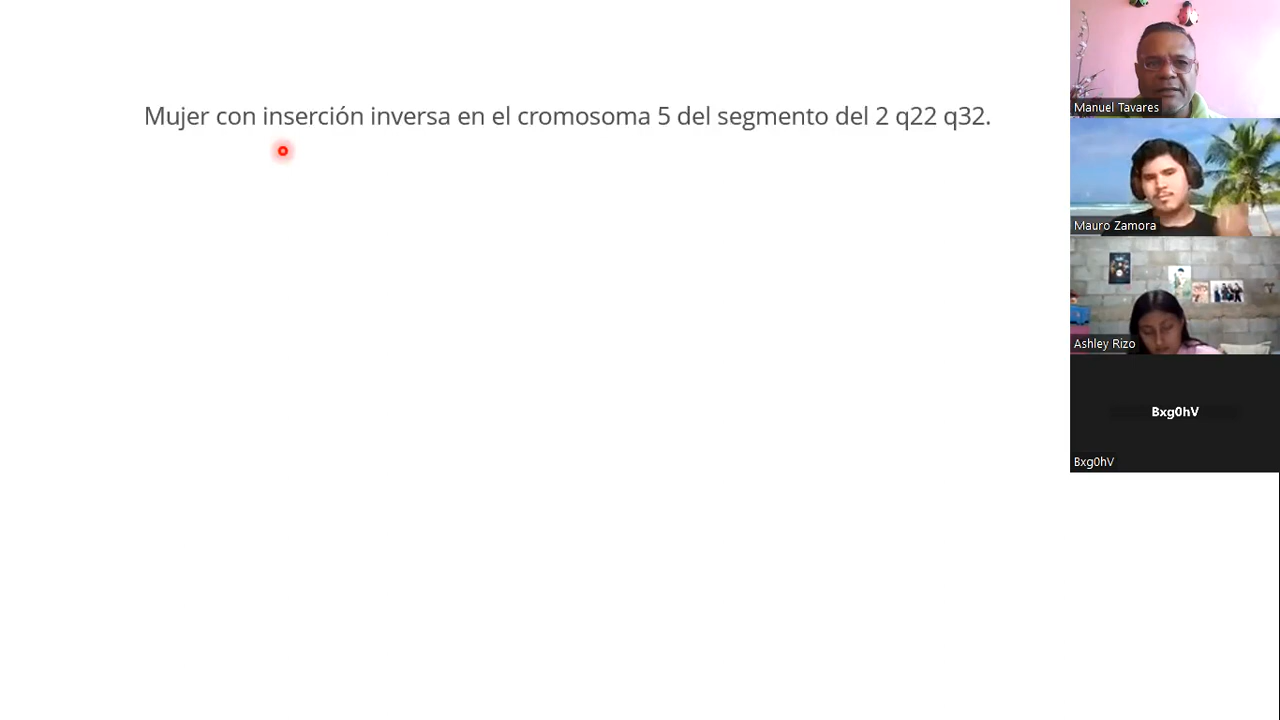 Mujer con inserción inversa en el cromosoma 5 del segmento del 2 q22 q32.
Manuel Tavares
Mauro Zamora
Ashley Rizo
Bxg0hV
Bxg0hV